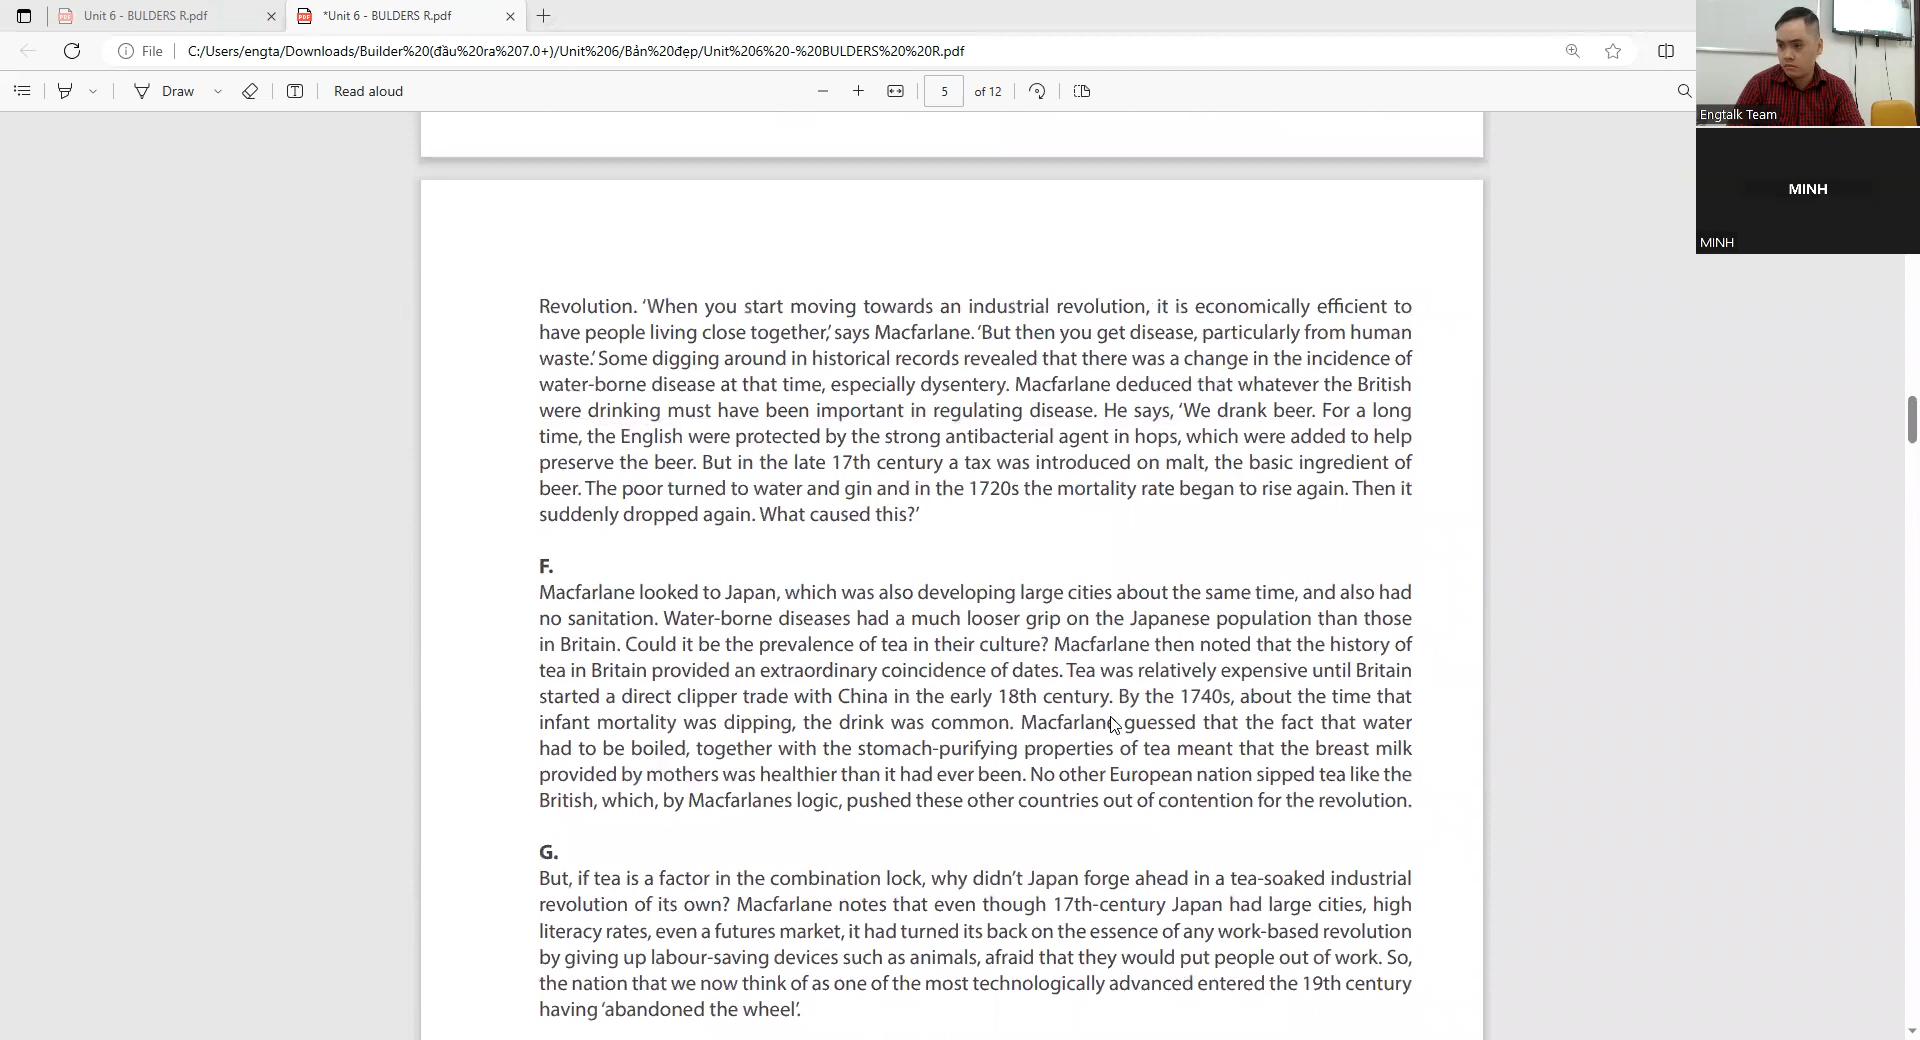 Unit 6 - BULDERS R.pdf
*Unit 6 - BULDERS R.pdf
File
C:/Users/engta/Downloads/Builder%20(đầu%20ra%207.0+)/Unit%206/Bản%20đẹp/Unit%206%20-%20BULDERS%20%20R.pdf
Draw
Read aloud
5
of 12
Engtalk Team
MINH
MINH
Revolution. ‘When you start moving towards an industrial revolution, it is economically efficient to
have people living close together,’ says Macfarlane. ‘But then you get disease, particularly from human
waste.’ Some digging around in historical records revealed that there was a change in the incidence of
water-borne disease at that time, especially dysentery. Macfarlane deduced that whatever the British
were drinking must have been important in regulating disease. He says, ‘We drank beer. For a long
time, the English were protected by the strong antibacterial agent in hops, which were added to help
preserve the beer. But in the late 17th century a tax was introduced on malt, the basic ingredient of
beer. The poor turned to water and gin and in the 1720s the mortality rate began to rise again. Then it
suddenly dropped again. What caused this?’
F.
Macfarlane looked to Japan, which was also developing large cities about the same time, and also had
no sanitation. Water-borne diseases had a much looser grip on the Japanese population than those
in Britain. Could it be the prevalence of tea in their culture? Macfarlane then noted that the history of
tea in Britain provided an extraordinary coincidence of dates. Tea was relatively expensive until Britain
started a direct clipper trade with China in the early 18th century. By the 1740s, about the time that
infant mortality was dipping, the drink was common. Macfarlane guessed that the fact that water
had to be boiled, together with the stomach-purifying properties of tea meant that the breast milk
provided by mothers was healthier than it had ever been. No other European nation sipped tea like the
British, which, by Macfarlanes logic, pushed these other countries out of contention for the revolution.
G.
But, if tea is a factor in the combination lock, why didn’t Japan forge ahead in a tea-soaked industrial
revolution of its own? Macfarlane notes that even though 17th-century Japan had large cities, high
literacy rates, even a futures market, it had turned its back on the essence of any work-based revolution
by giving up labour-saving devices such as animals, afraid that they would put people out of work. So,
the nation that we now think of as one of the most technologically advanced entered the 19th century
having ‘abandoned the wheel’.